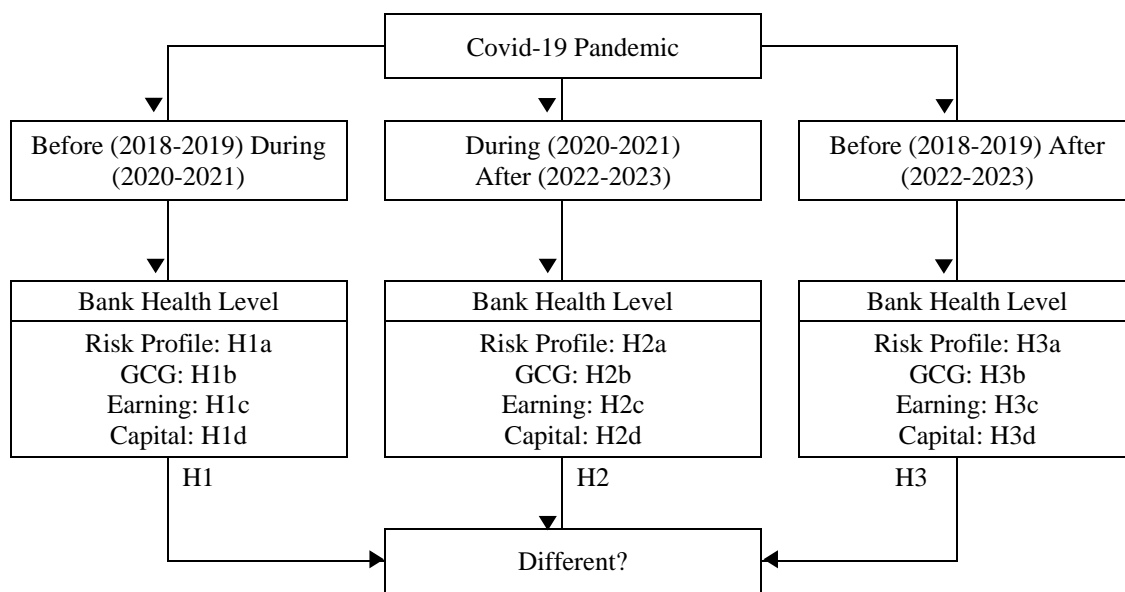 Covid-19 Pandemic
Before (2018-2019) During
(2020-2021)
During (2020-2021)
After (2022-2023)
Before (2018-2019) After
(2022-2023)
Bank Health Level
Risk Profile: H1a
GCG: H1b
Earning: H1c
Capital: H1d
Bank Health Level
Risk Profile: H2a
GCG: H2b
Earning: H2c
Capital: H2d
Bank Health Level
Risk Profile: H3a
GCG: H3b
Earning: H3c
Capital: H3d
H1
H2
H3
Different?